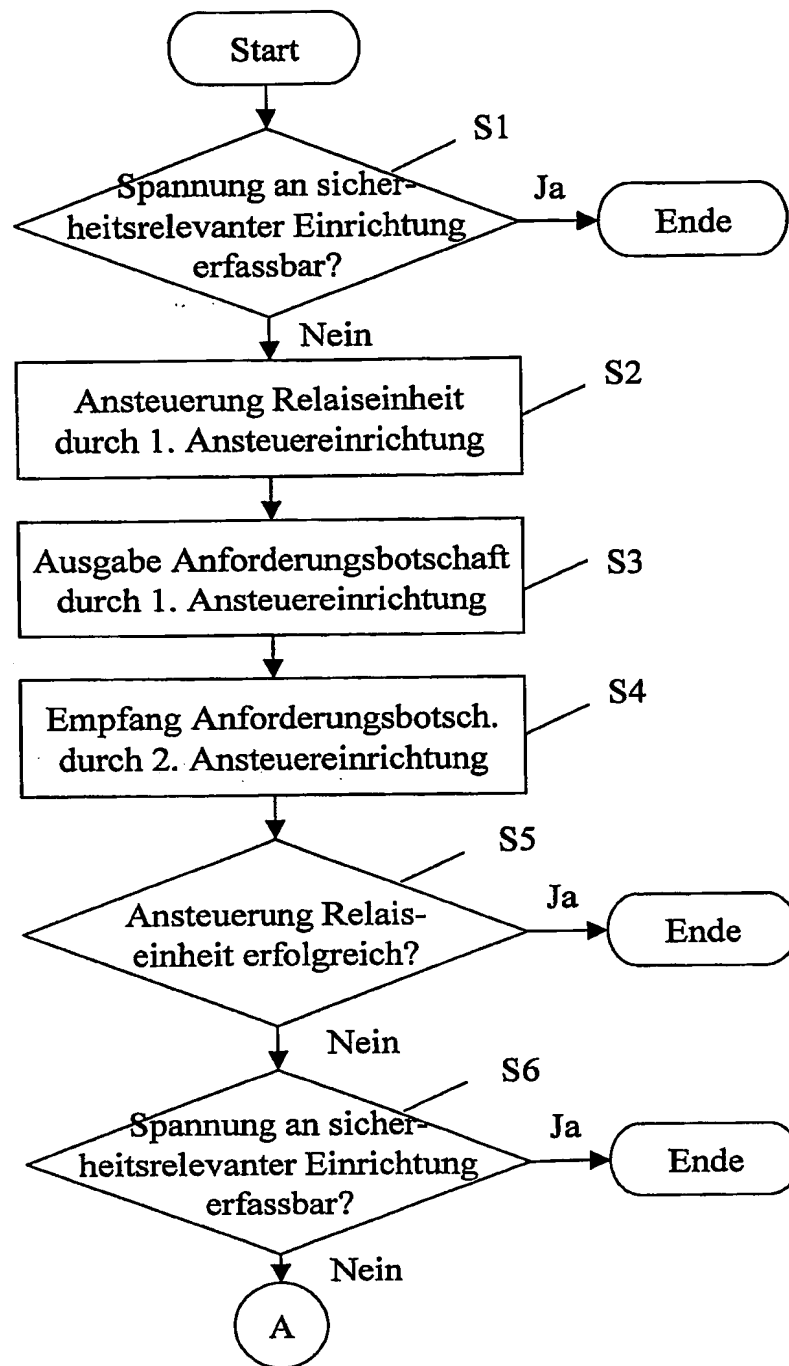 Start
S1
Spannung an sicher-
heitsrelevanter Einrichtung
erfassbar?
Ja
Ende
Nein
S2
Ansteuerung Relaiseinheit
durch 1. Ansteuereinrichtung
S3
Ausgabe Anforderungsbotschaft
durch 1. Ansteuereinrichtung
S4
Empfang Anforderungsbotsch.
durch 2. Ansteuereinrichtung
S5
Ansteuerung Relais-
einheit erfolgreich?
Ja
Ende
Nein
S6
Spannung an sicher-
heitsrelevanter Einrichtung
erfassbar?
Ja
Ende
Nein
A